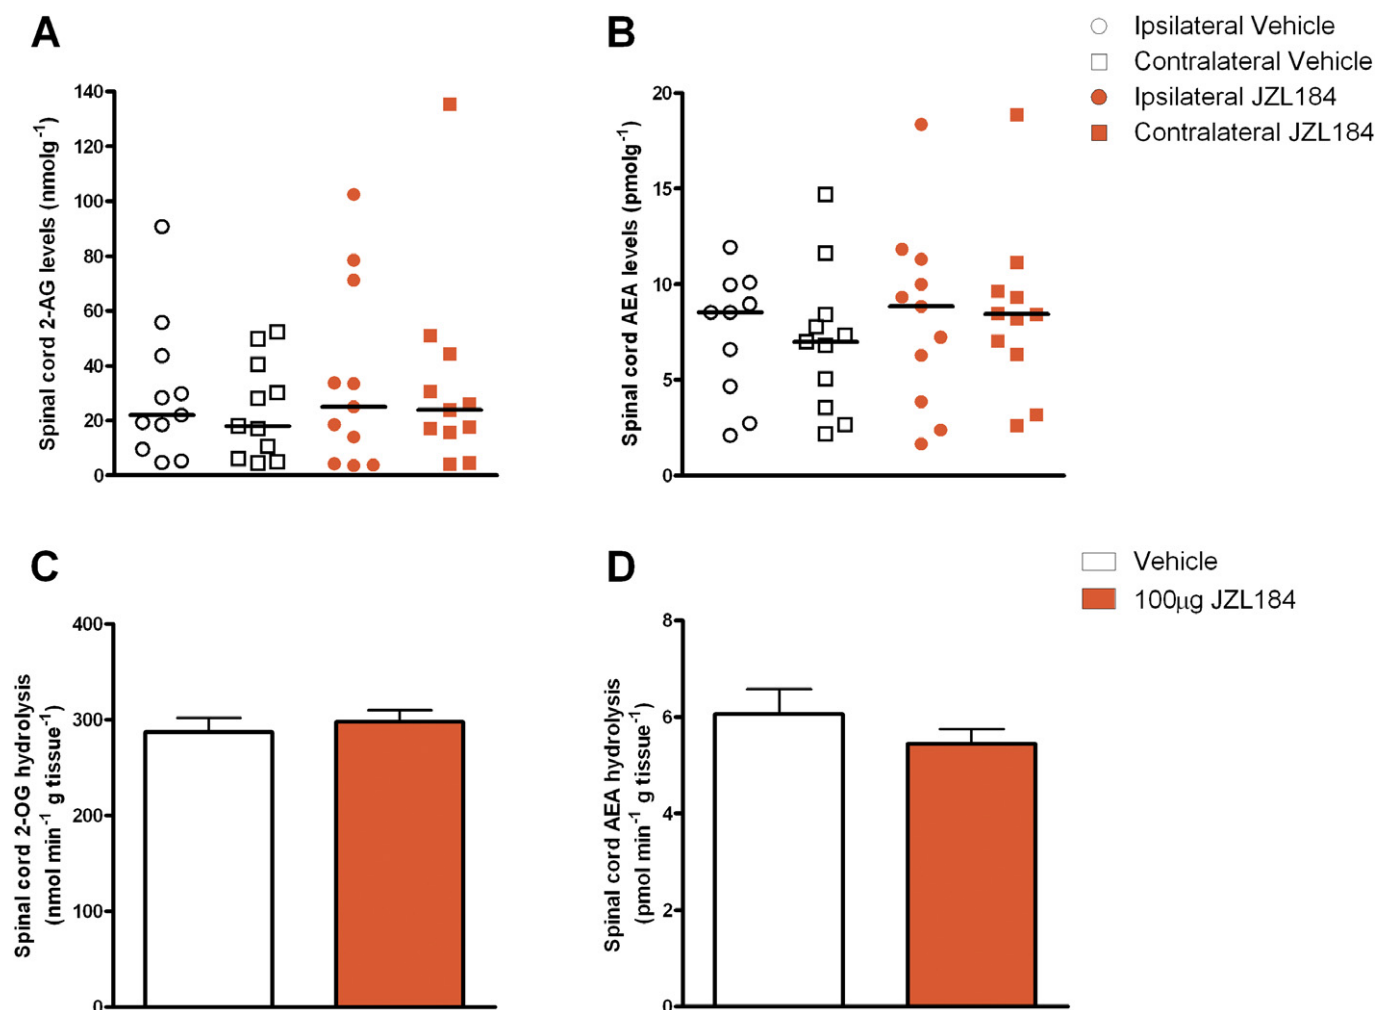 A
B
Ipsilateral Vehicle
Contralateral Vehicle
Ipsilateral JZL184
Contralateral JZL184
Spinal cord 2-AG levels (nmolg⁻¹)
140
120
100
80
60
40
20
0
Spinal cord AEA levels (pmolg⁻¹)
20
15
10
5
0
C
D
Vehicle
100μg JZL184
Spinal cord 2-OG hydrolysis
(nmol min⁻¹ g tissue⁻¹)
400
300
200
100
0
Spinal cord AEA hydrolysis
(pmol min⁻¹ g tissue⁻¹)
8
6
4
2
0